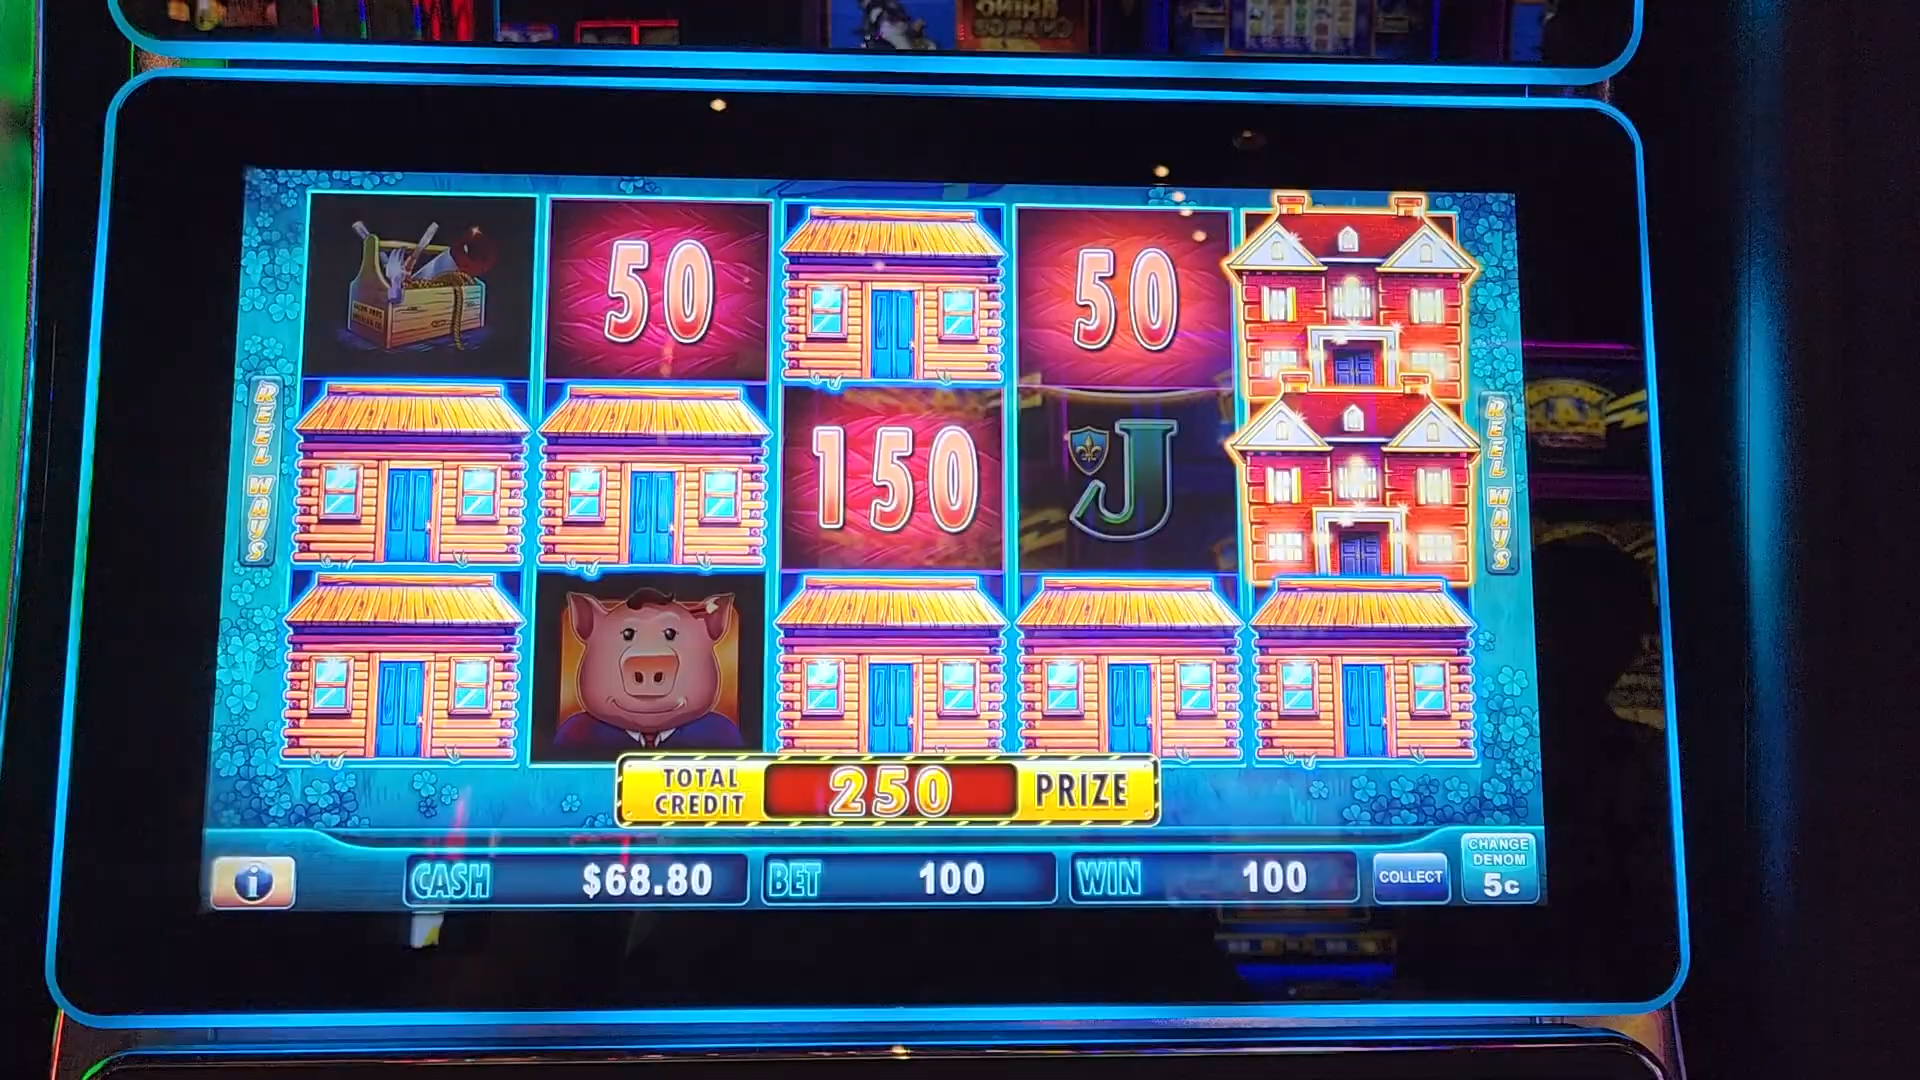 50
50
150
J
REEL WAYS
REEL WAYS
TOTAL CREDIT 250 PRIZE
CASH $68.80 BET 100 WIN 100 COLLECT
CHANGE DENOM 5¢
i